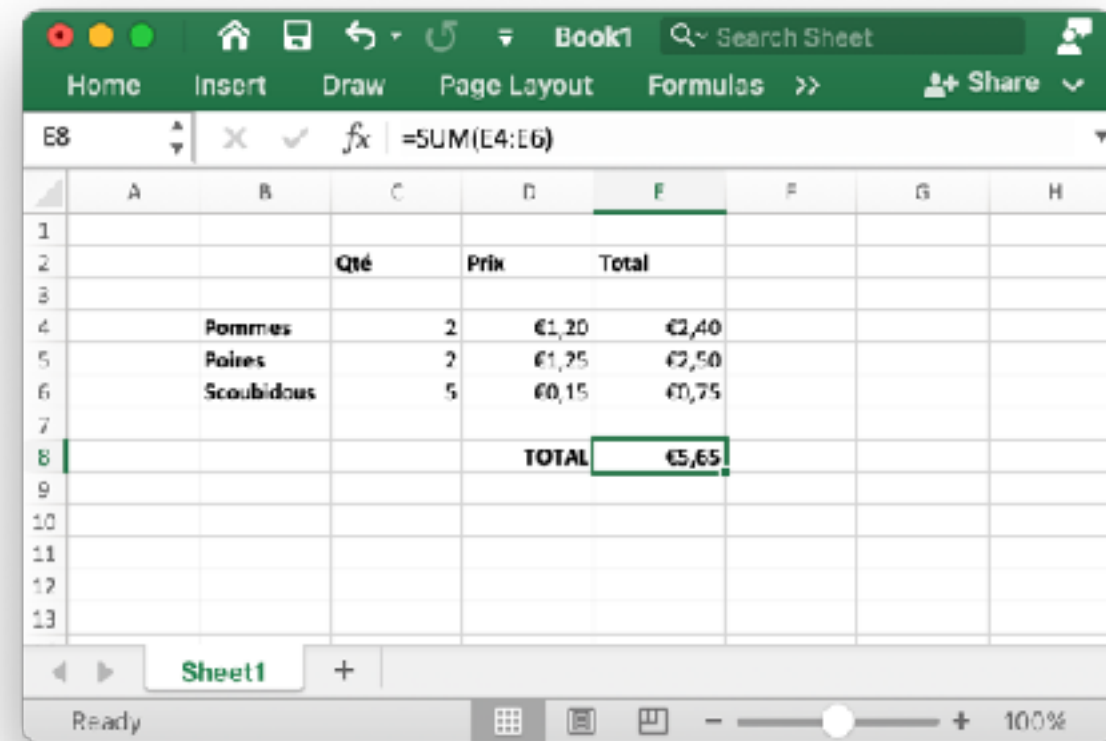 Book1 Search Sheet
Home Insert Draw Page Layout Formulas >> Share
E8 fx =SUM(E4:E6)
A B C D E F G H
1
2 Qté Prix Total
3
4 Pommes 2 €1,20 €2,40
5 Poires 2 €1,25 €2,50
6 Scoubidous 5 €0,15 €0,75
7
8 TOTAL €5,65
9
10
11
12
13
Sheet1 +
Ready - + 100%